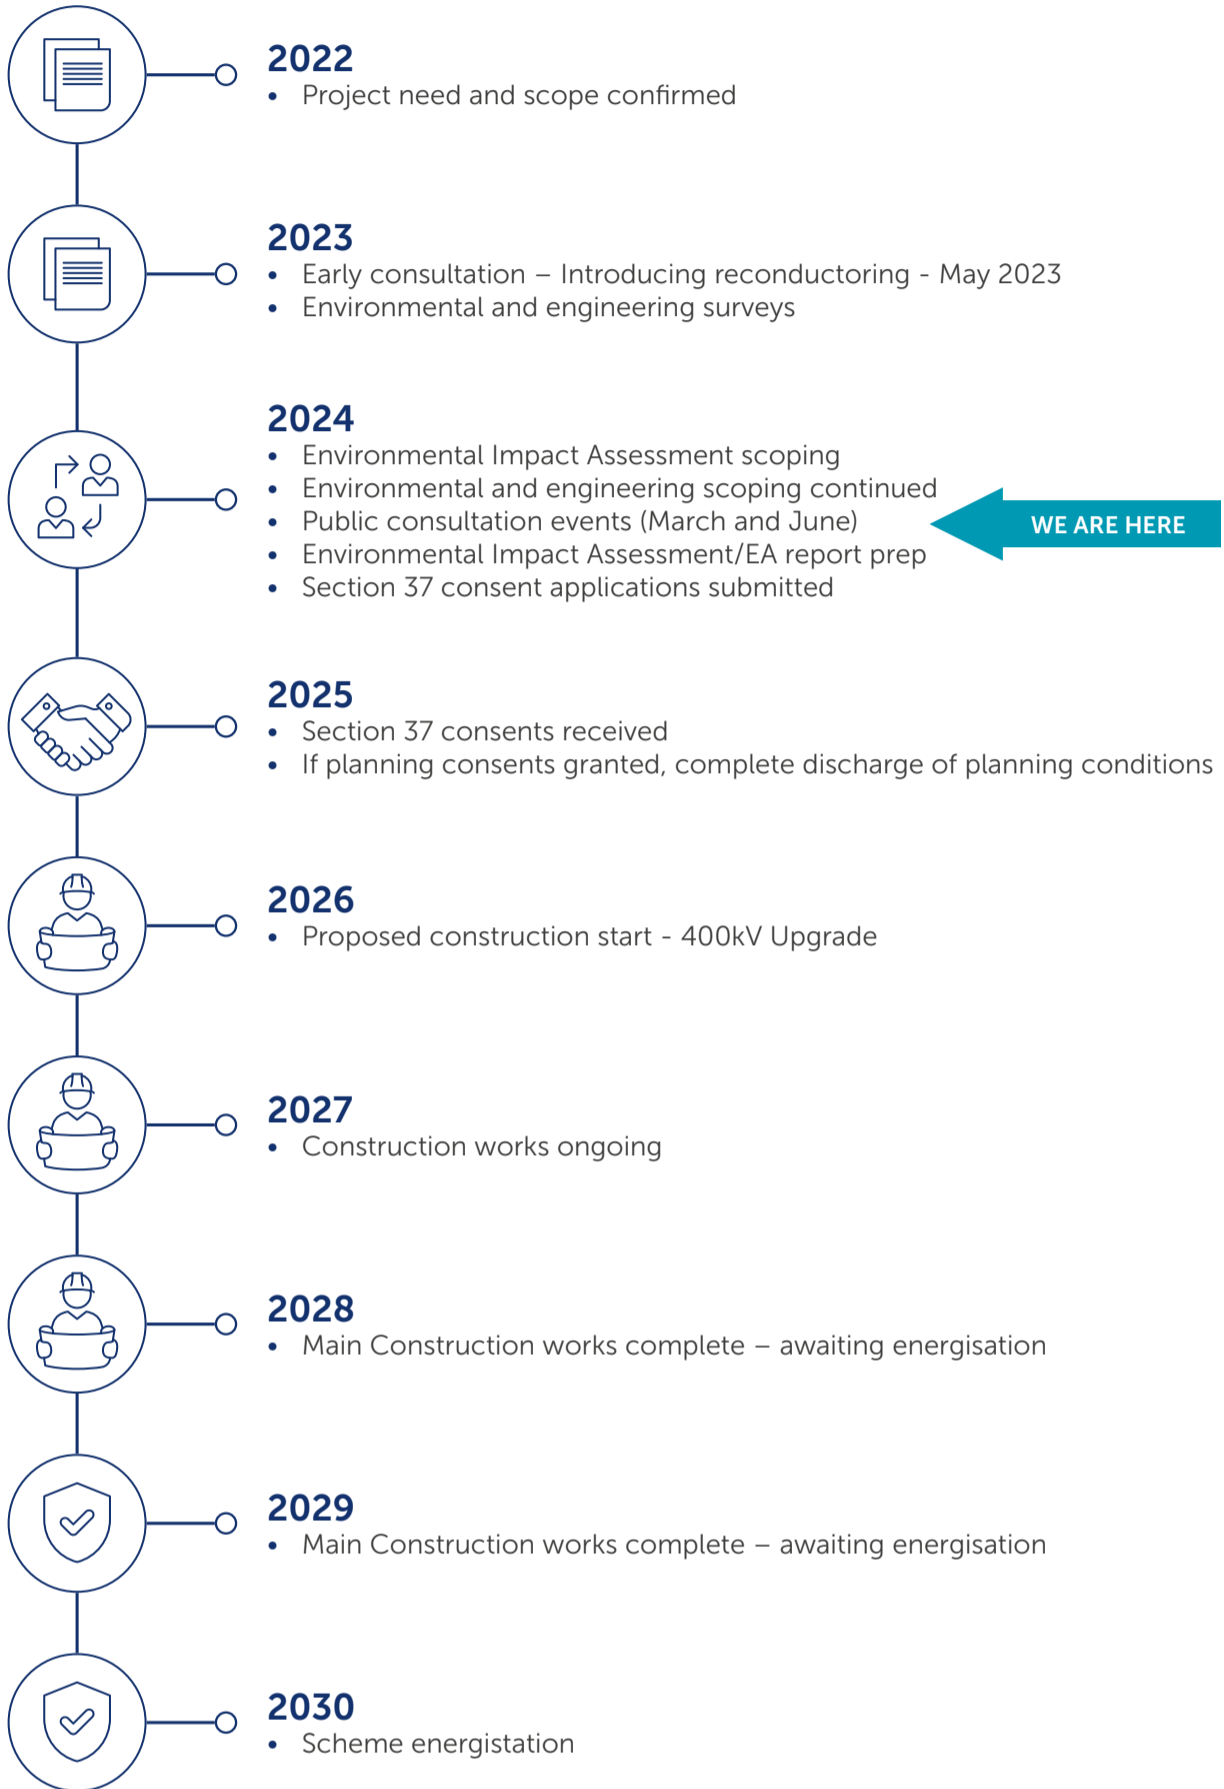 2022
• Project need and scope confirmed
2023
• Early consultation – Introducing reconductoring - May 2023
• Environmental and engineering surveys
2024
• Environmental Impact Assessment scoping
• Environmental and engineering scoping continued
• Public consultation events (March and June)
WE ARE HERE
• Environmental Impact Assessment/EA report prep
• Section 37 consent applications submitted
2025
• Section 37 consents received
• If planning consents granted, complete discharge of planning conditions
2026
• Proposed construction start - 400kV Upgrade
2027
• Construction works ongoing
2028
• Main Construction works complete – awaiting energisation
2029
• Main Construction works complete – awaiting energisation
2030
• Scheme energistation